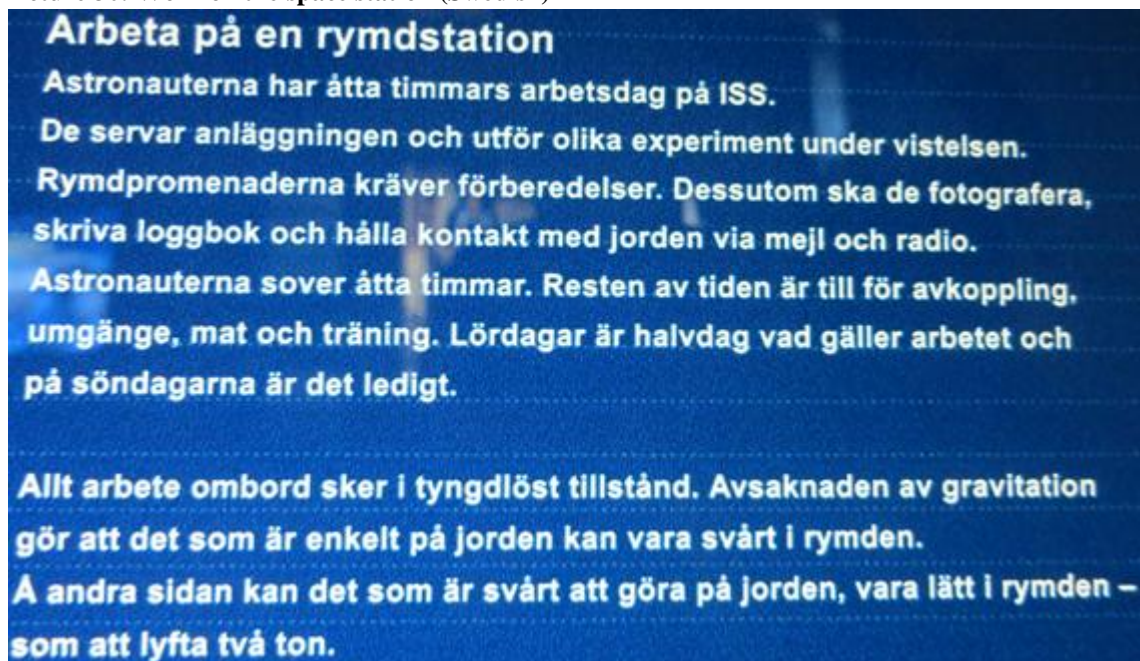 Arbeta på en rymdstation
Astronauterna har åtta timmars arbetsdag på ISS.
De servar anläggningen och utför olika experiment under vistelsen.
Rymdpromenaderna kräver förberedelser. Dessutom ska de fotografera,
skriva loggbok och hålla kontakt med jorden via mejl och radio.
Astronauterna sover åtta timmar. Resten av tiden är till för avkoppling,
umgänge, mat och träning. Lördagar är halvdag vad gäller arbetet och
på söndagarna är det ledigt.
Allt arbete ombord sker i tyngdlöst tillstånd. Avsaknaden av gravitation
gör att det som är enkelt på jorden kan vara svårt i rymden.
Å andra sidan kan det som är svårt att göra på jorden, vara lätt i rymden –
som att lyfta två ton.